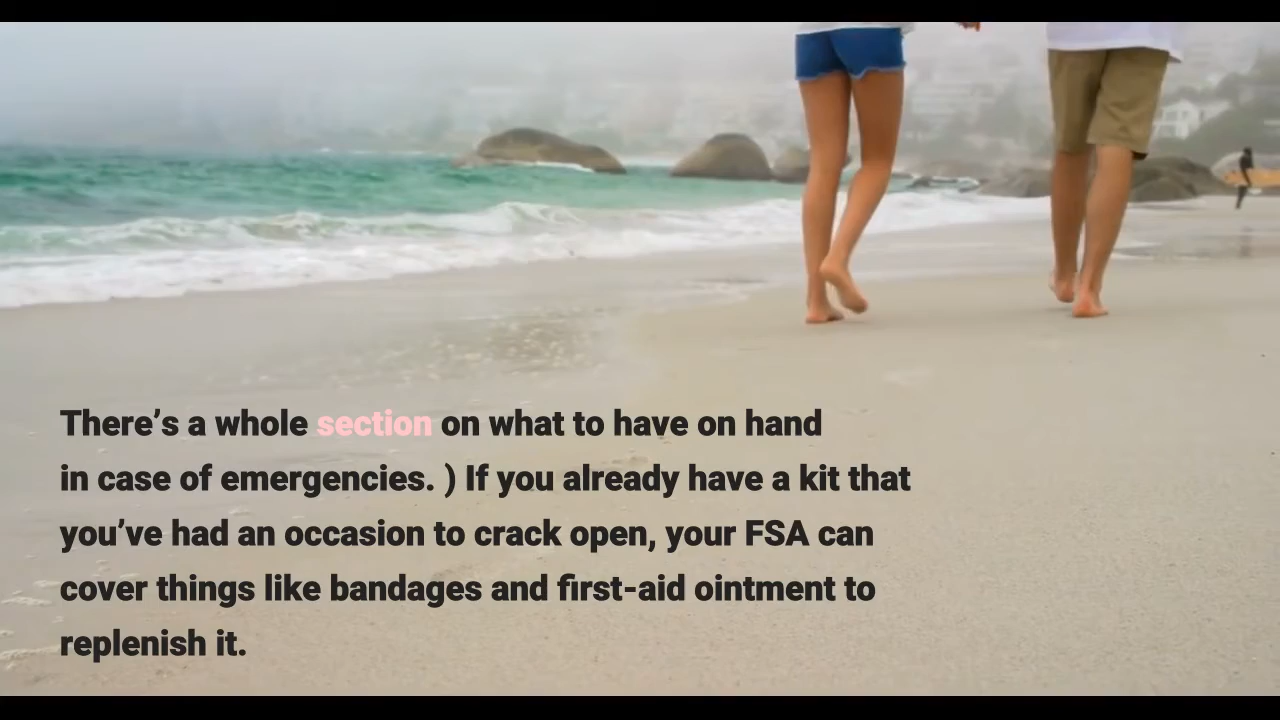 There’s a whole section on what to have on hand
in case of emergencies. ) If you already have a kit that
you’ve had an occasion to crack open, your FSA can
cover things like bandages and first-aid ointment to
replenish it.